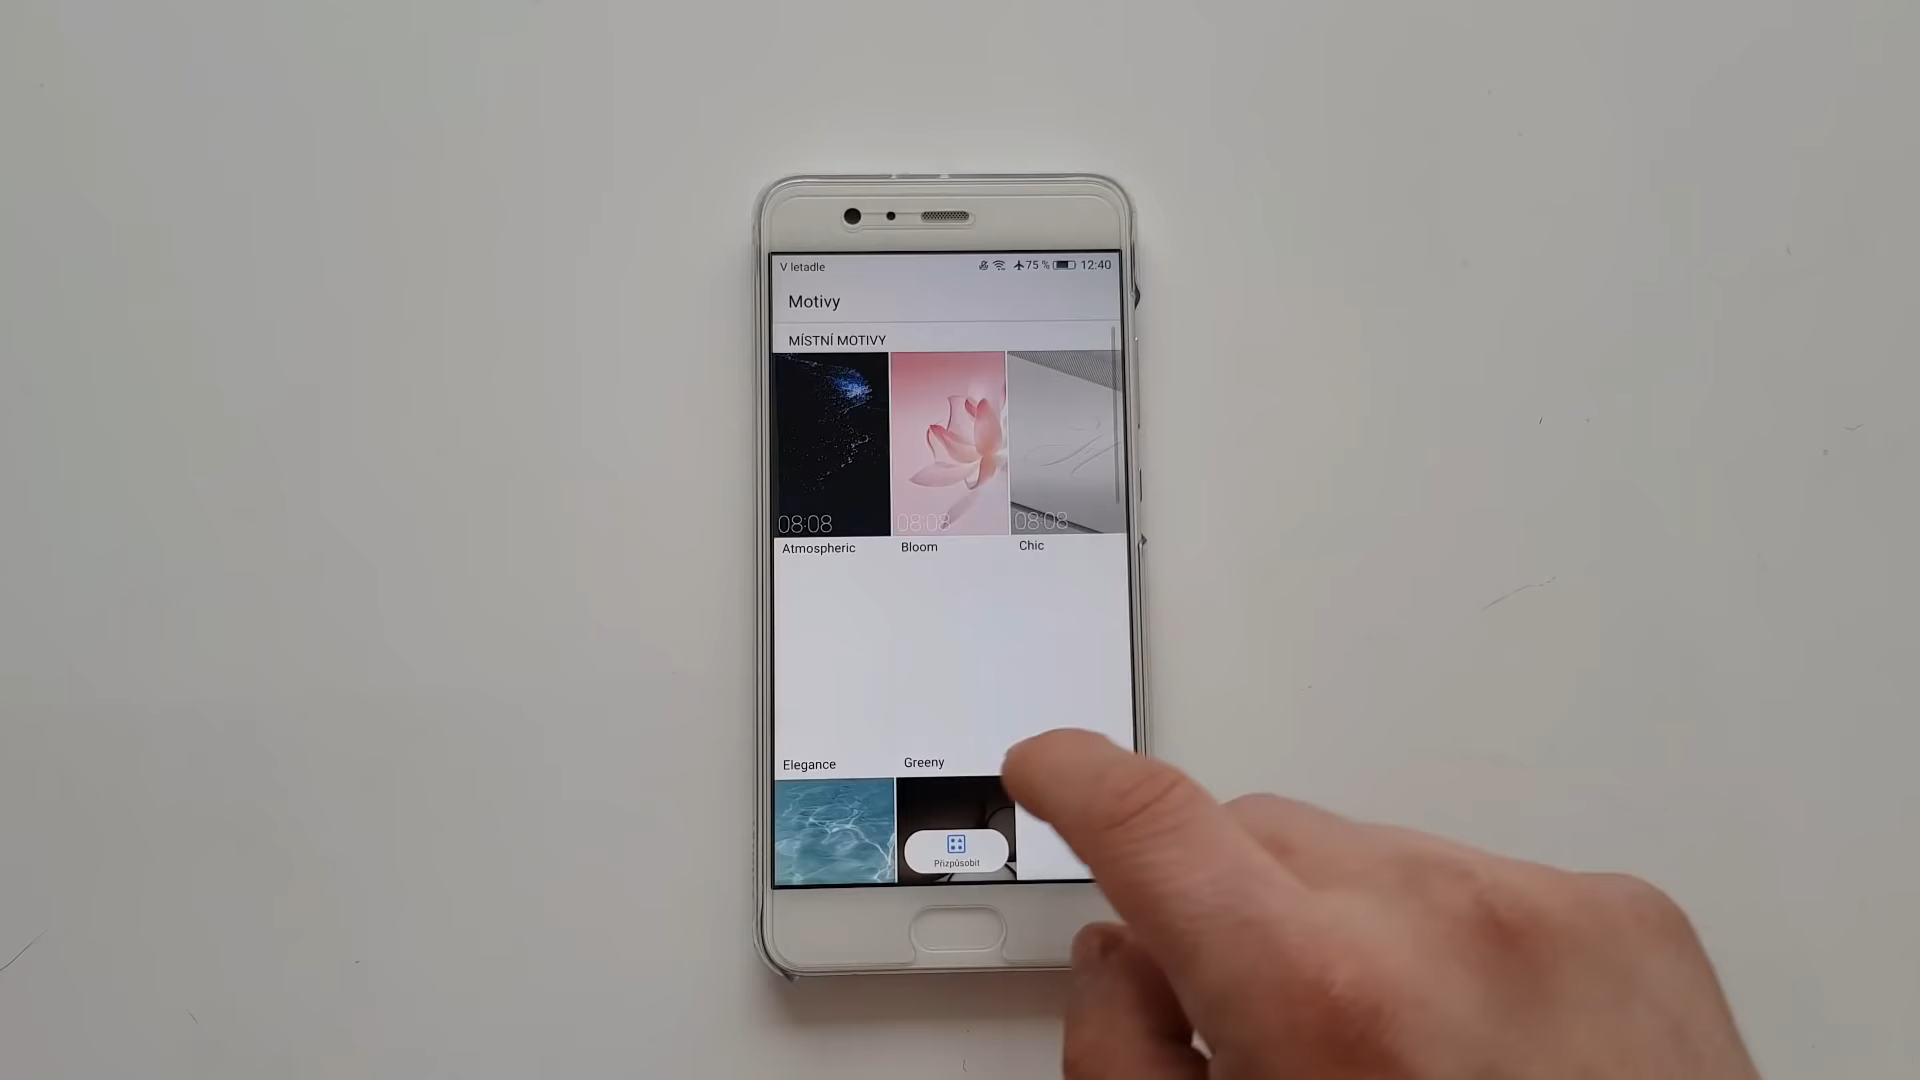 V letadle 75 % 12:40
Motivy
MÍSTNÍ MOTIVY
08:08 08:08 08:08
Atmospheric Bloom Chic
Elegance Greeny
Přizpůsobit